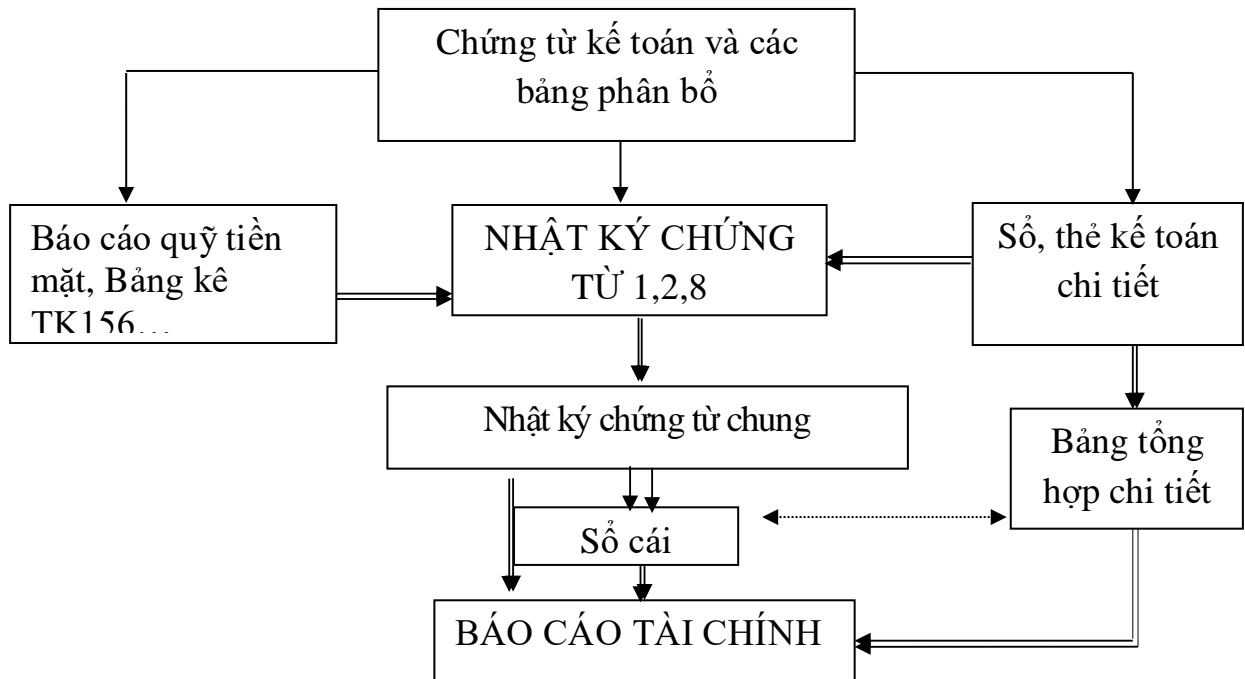 Chứng từ kế toán và các
bảng phân bổ
Báo cáo quỹ tiền
mặt, Bảng kê
TK156…
NHẬT KÝ CHỨNG
TỪ 1,2,8
Sổ, thẻ kế toán
chi tiết
Nhật ký chứng từ chung
Bảng tổng
hợp chi tiết
Sổ cái
BÁO CÁO TÀI CHÍNH